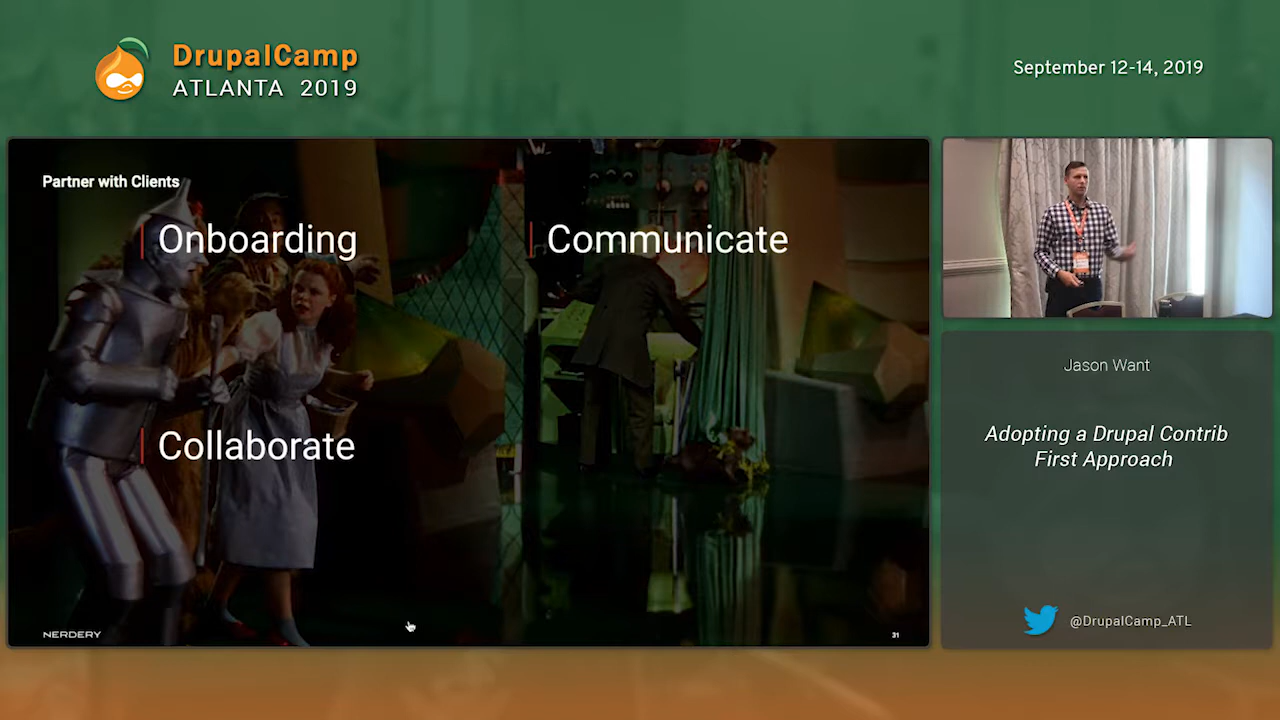 DrupalCamp
ATLANTA 2019
September 12-14, 2019
Partner with Clients
Onboarding
Communicate
Collaborate
NERDERY
31
Jason Want
Adopting a Drupal Contrib
First Approach
@DrupalCamp_ATL